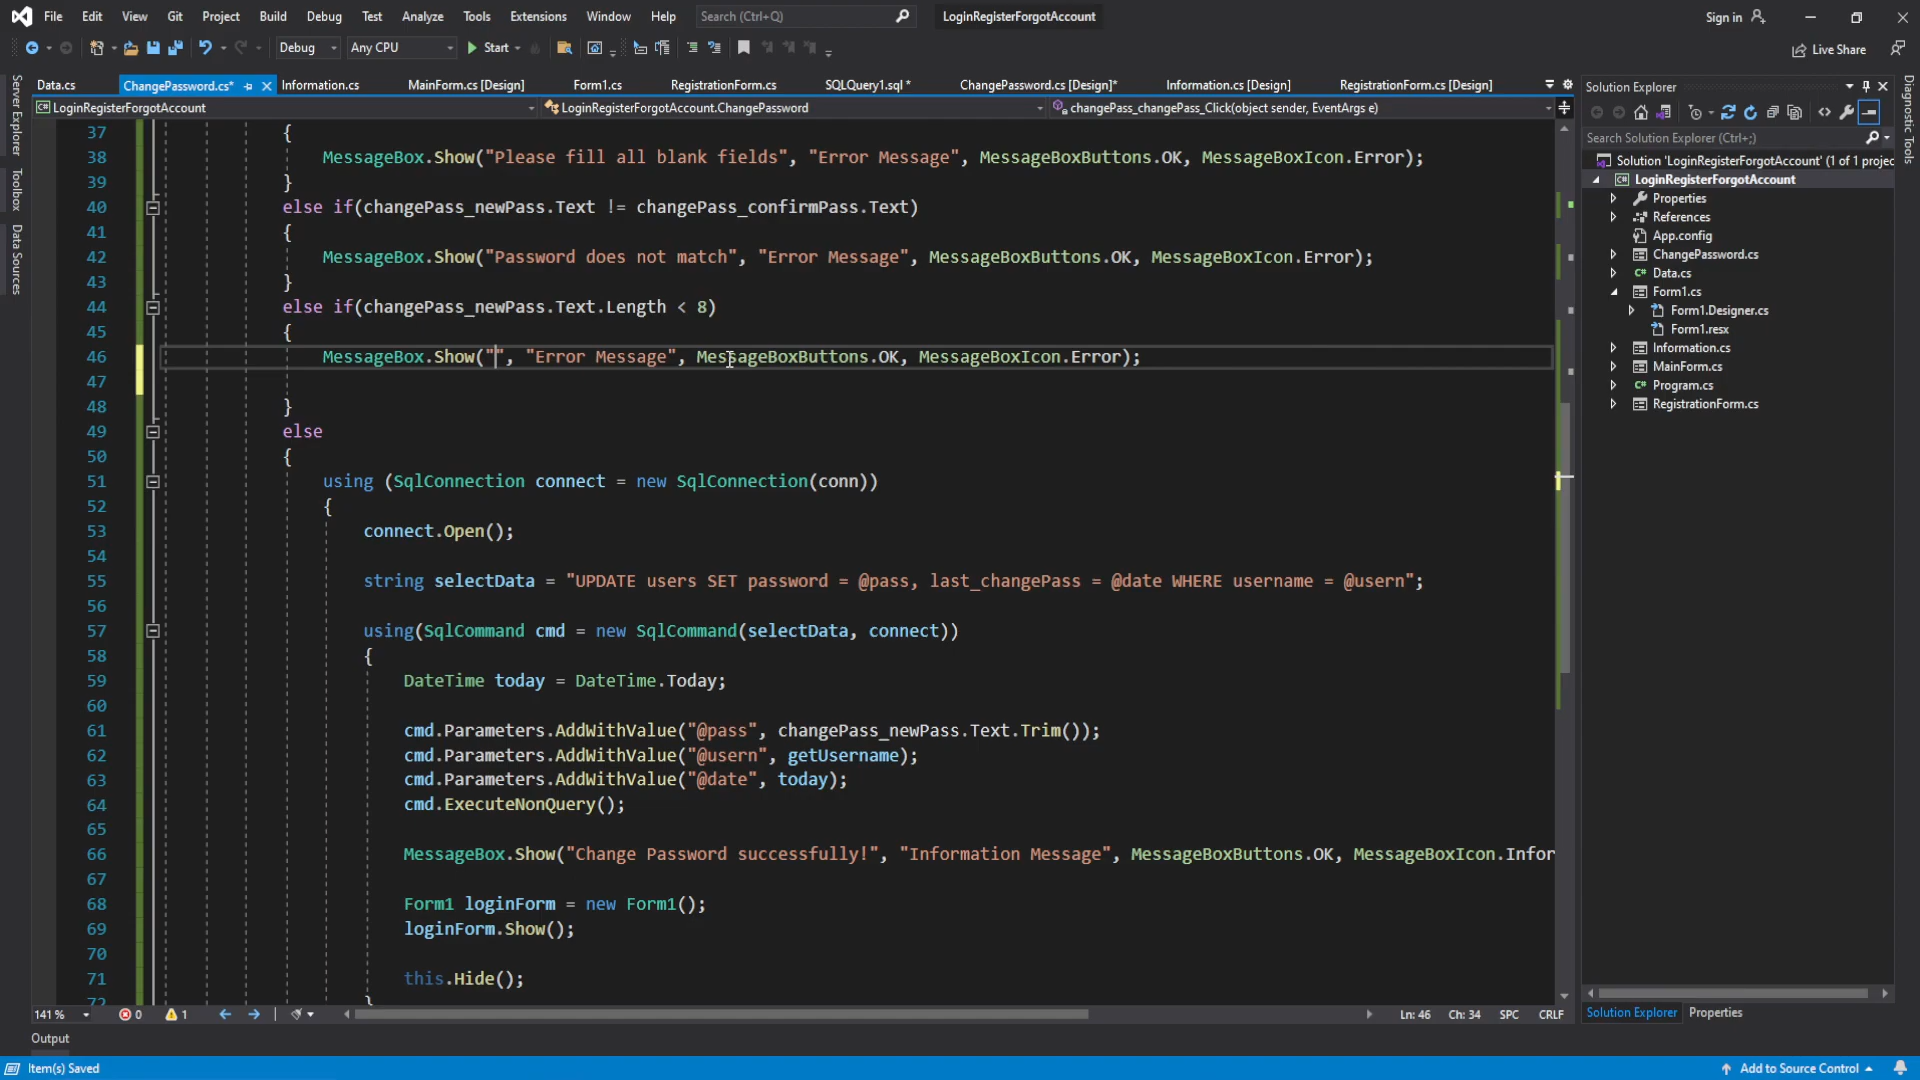 File Edit View Git Project Build Debug Test Analyze Tools Extensions Window Help Search (Ctrl+Q) LoginRegisterForgotAccount Sign in
Debug Any CPU Start Live Share
Data.cs ChangePassword.cs* Information.cs MainForm.cs [Design] Form1.cs RegistrationForm.cs SQLQuery1.sql * ChangePassword.cs [Design]* Information.cs [Design] RegistrationForm.cs [Design]
LoginRegisterForgotAccount LoginRegisterForgotAccount.ChangePassword changePass_changePass_Click(object sender, EventArgs e)
Server Explorer
Toolbox
Data Sources
37 {
38 MessageBox.Show("Please fill all blank fields", "Error Message", MessageBoxButtons.OK, MessageBoxIcon.Error);
39 }
40 else if(changePass_newPass.Text != changePass_confirmPass.Text)
41 {
42 MessageBox.Show("Password does not match", "Error Message", MessageBoxButtons.OK, MessageBoxIcon.Error);
43 }
44 else if(changePass_newPass.Text.Length < 8)
45 {
46 MessageBox.Show("", "Error Message", MessageBoxButtons.OK, MessageBoxIcon.Error);
47
48 }
49 else
50 {
51 using (SqlConnection connect = new SqlConnection(conn))
52 {
53 connect.Open();
54
55 string selectData = "UPDATE users SET password = @pass, last_changePass = @date WHERE username = @usern";
56
57 using(SqlCommand cmd = new SqlCommand(selectData, connect))
58 {
59 DateTime today = DateTime.Today;
60
61 cmd.Parameters.AddWithValue("@pass", changePass_newPass.Text.Trim());
62 cmd.Parameters.AddWithValue("@usern", getUsername);
63 cmd.Parameters.AddWithValue("@date", today);
64 cmd.ExecuteNonQuery();
65
66 MessageBox.Show("Change Password successfully!", "Information Message", MessageBoxButtons.OK, MessageBoxIcon.Infor
67
68 Form1 loginForm = new Form1();
69 loginForm.Show();
70
71 this.Hide();
72 }
Solution Explorer
Search Solution Explorer (Ctrl+;)
Solution 'LoginRegisterForgotAccount' (1 of 1 projec
LoginRegisterForgotAccount
Properties
References
App.config
ChangePassword.cs
Data.cs
Form1.cs
Form1.Designer.cs
Form1.resx
Information.cs
MainForm.cs
Program.cs
RegistrationForm.cs
Diagnostic Tools
141 % 0 1 Ln: 46 Ch: 34 SPC CRLF
Solution Explorer Properties
Output
Item(s) Saved Add to Source Control